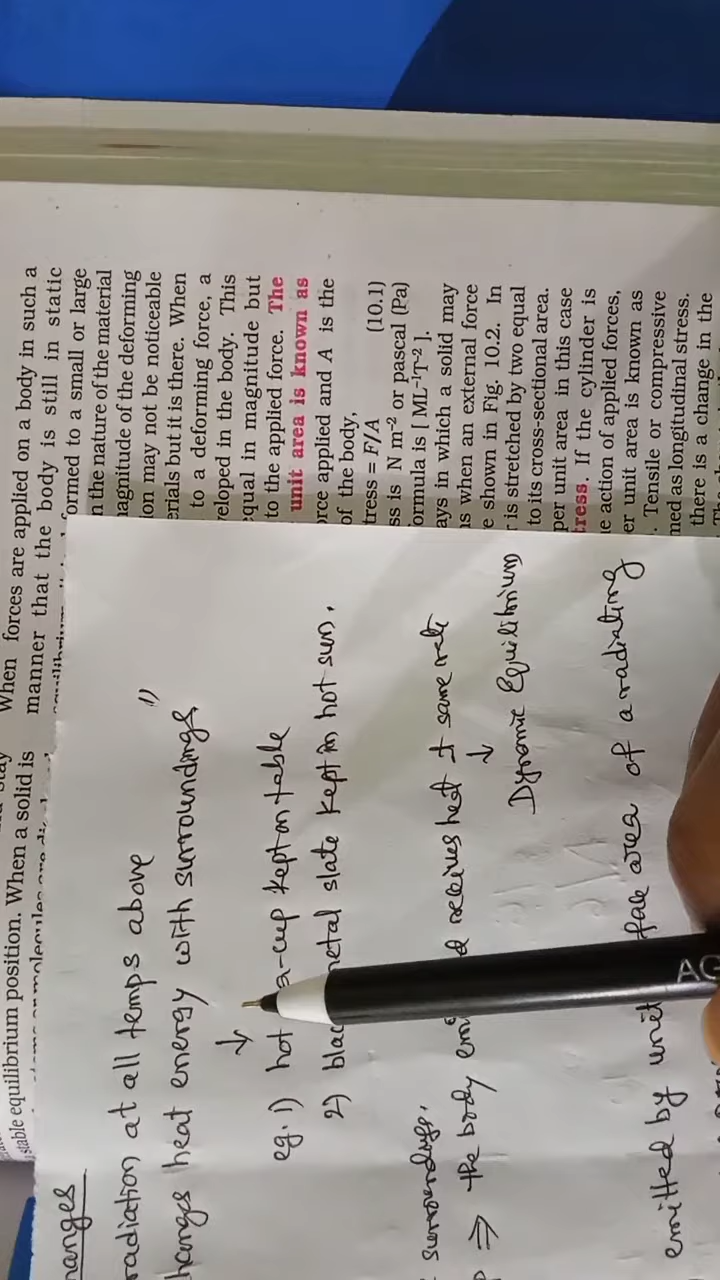 stable equilibrium position. When a solid is
When forces are applied on a body in such a
manner that the body is still in static
ormed to a small or large
n the nature of the material
agnitude of the deforming
ion may not be noticeable
erials but it is there. When
to a deforming force, a
veloped in the body. This
equal in magnitude but
to the applied force. The
unit area is known as
rce applied and A is the
of the body,
tress = F/A (10.1)
ss is N m⁻² or pascal (Pa)
ormula is [ ML⁻¹T⁻² ].
ays in which a solid may
ns when an external force
e shown in Fig. 10.2. In
r is stretched by two equal
to its cross-sectional area.
per unit area in this case
tress. If the cylinder is
e action of applied forces,
er unit area is known as
. Tensile or compressive
med as longitudinal stress.
there is a change in the
hanges
radiation at all temps above
hanges heat energy with surroundings"
↓
eg. 1) hot a-cup kept on table
2) blac metal slate kept in hot sun.
surroundings.
⇒ the body emi d receives heat at same rate
↓
Dynamic Equilibrium
emitted by unit face area of a radiating
AG